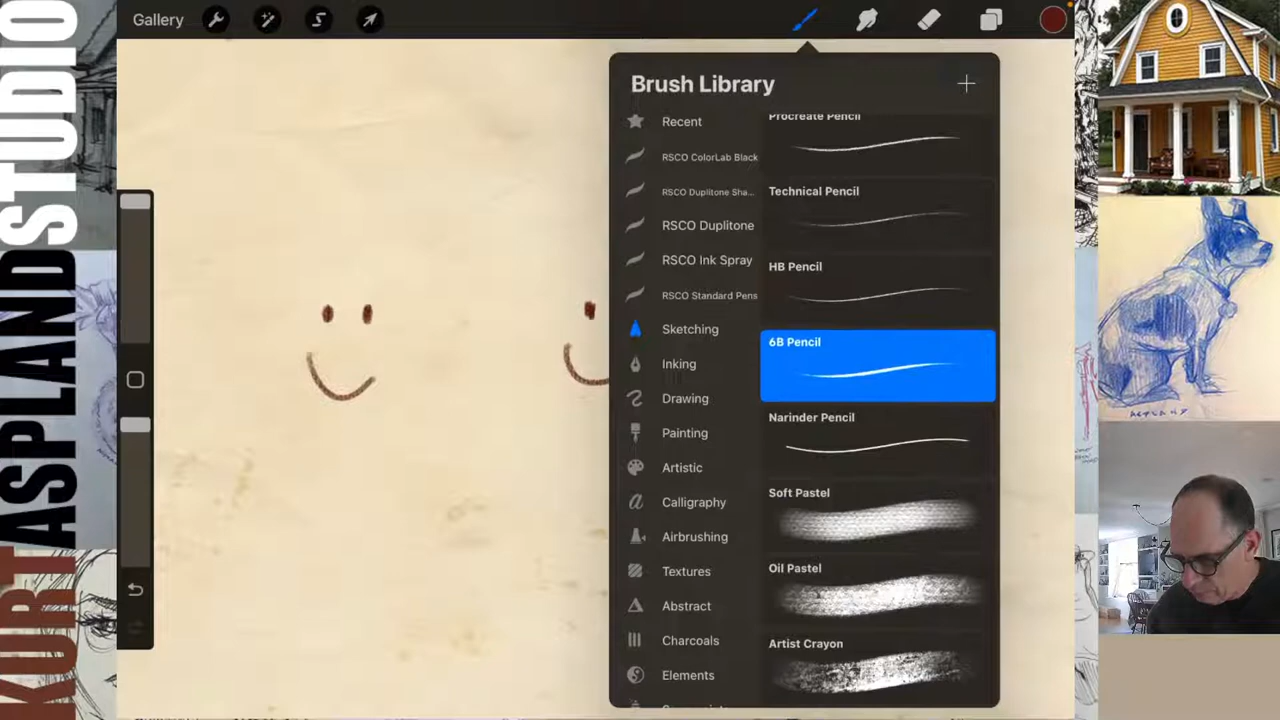 KURT ASPLANDSTUDIO
Gallery
Brush Library
Recent
RSCO ColorLab Black
RSCO Duplitone Sha...
RSCO Duplitone
RSCO Ink Spray
RSCO Standard Pens
Sketching
Inking
Drawing
Painting
Artistic
Calligraphy
Airbrushing
Textures
Abstract
Charcoals
Elements
Procreate Pencil
Technical Pencil
HB Pencil
6B Pencil
Narinder Pencil
Soft Pastel
Oil Pastel
Artist Crayon